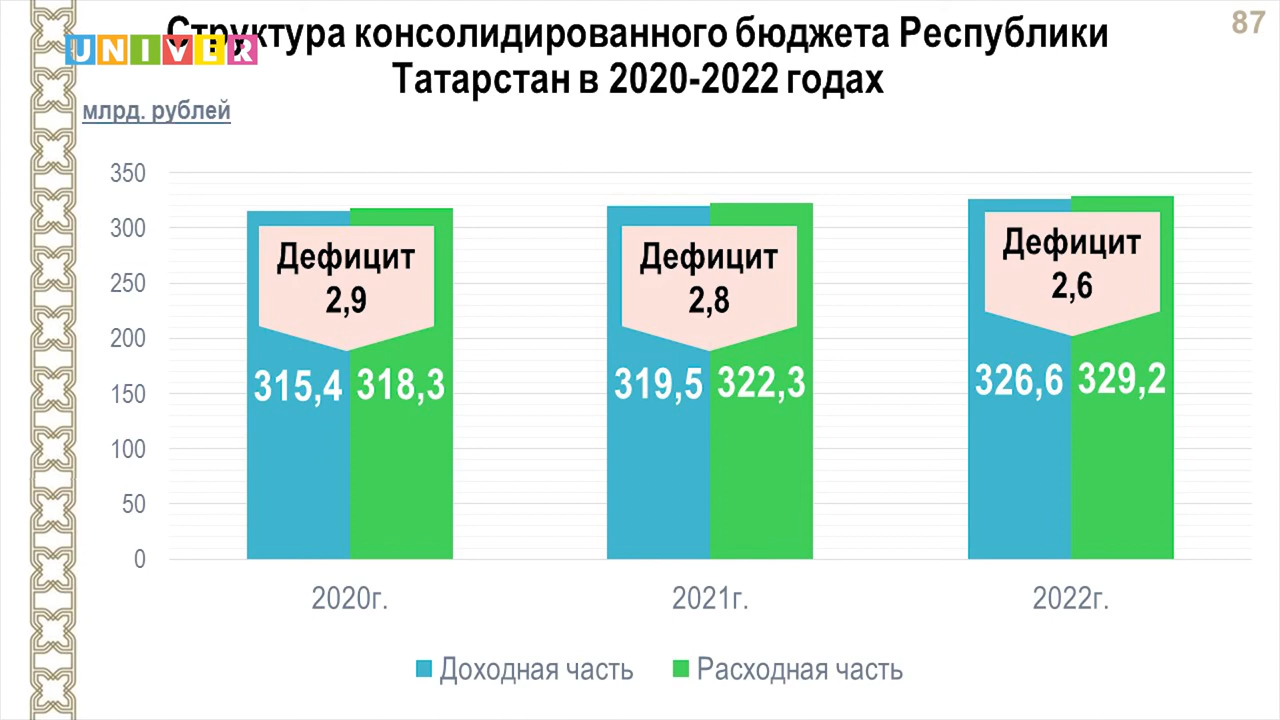 87
Структура консолидированного бюджета Республики
Татарстан в 2020-2022 годах
UNIVER
млрд. рублей
350
300
250
200
150
100
50
0
Дефицит
2,9
315,4 318,3
Дефицит
2,8
319,5 322,3
Дефицит
2,6
326,6 329,2
2020г. 2021г. 2022г.
Доходная часть Расходная часть